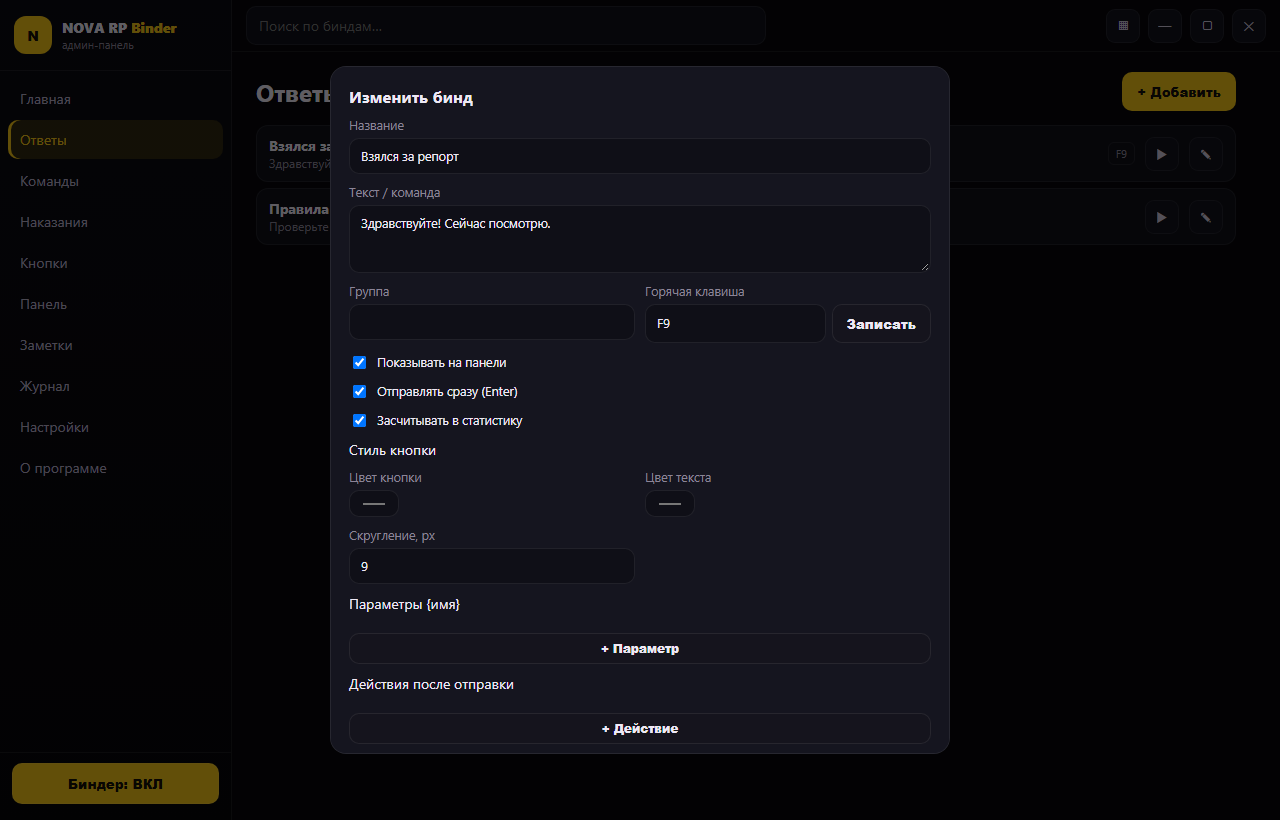 N
NOVA RP Binder
админ-панель
Поиск по биндам...
Главная
Ответы
Команды
Наказания
Кнопки
Панель
Заметки
Журнал
Настройки
О программе
Биндер: ВКЛ
Ответы
+ Добавить
Взялся за
Здравствуй
F9
Правила
Проверьте
Изменить бинд
Название
Взялся за репорт
Текст / команда
Здравствуйте! Сейчас посмотрю.
Группа
Горячая клавиша
F9
Записать
Показывать на панели
Отправлять сразу (Enter)
Засчитывать в статистику
Стиль кнопки
Цвет кнопки
Цвет текста
Скругление, px
9
Параметры {имя}
+ Параметр
Действия после отправки
+ Действие